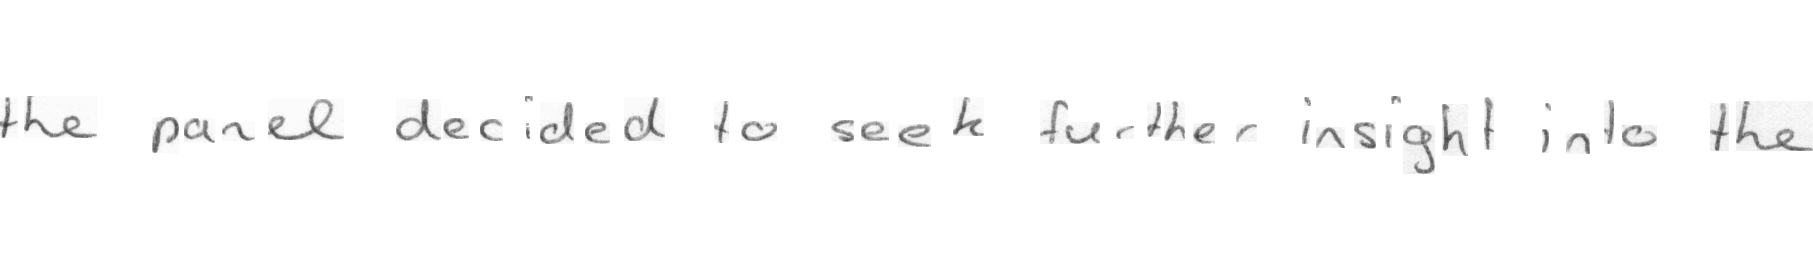 the panel decided to seek further insight into the